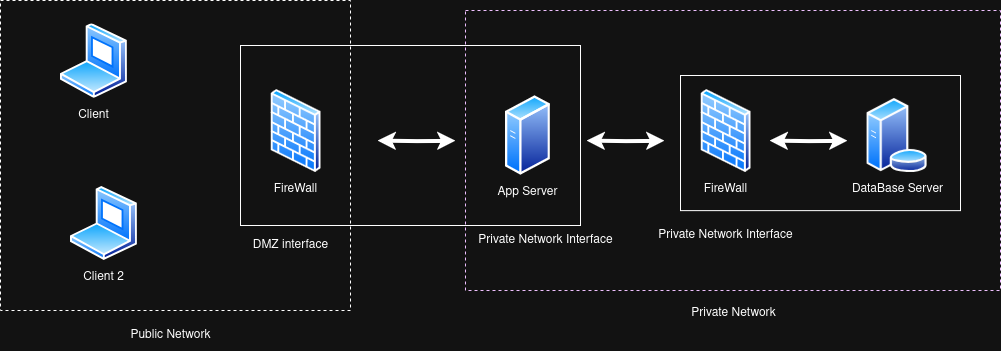 Client
FireWall
App Server
FireWall
DataBase Server
DMZ interface
Private Network Interface
Private Network Interface
Client 2
Private Network
Public Network